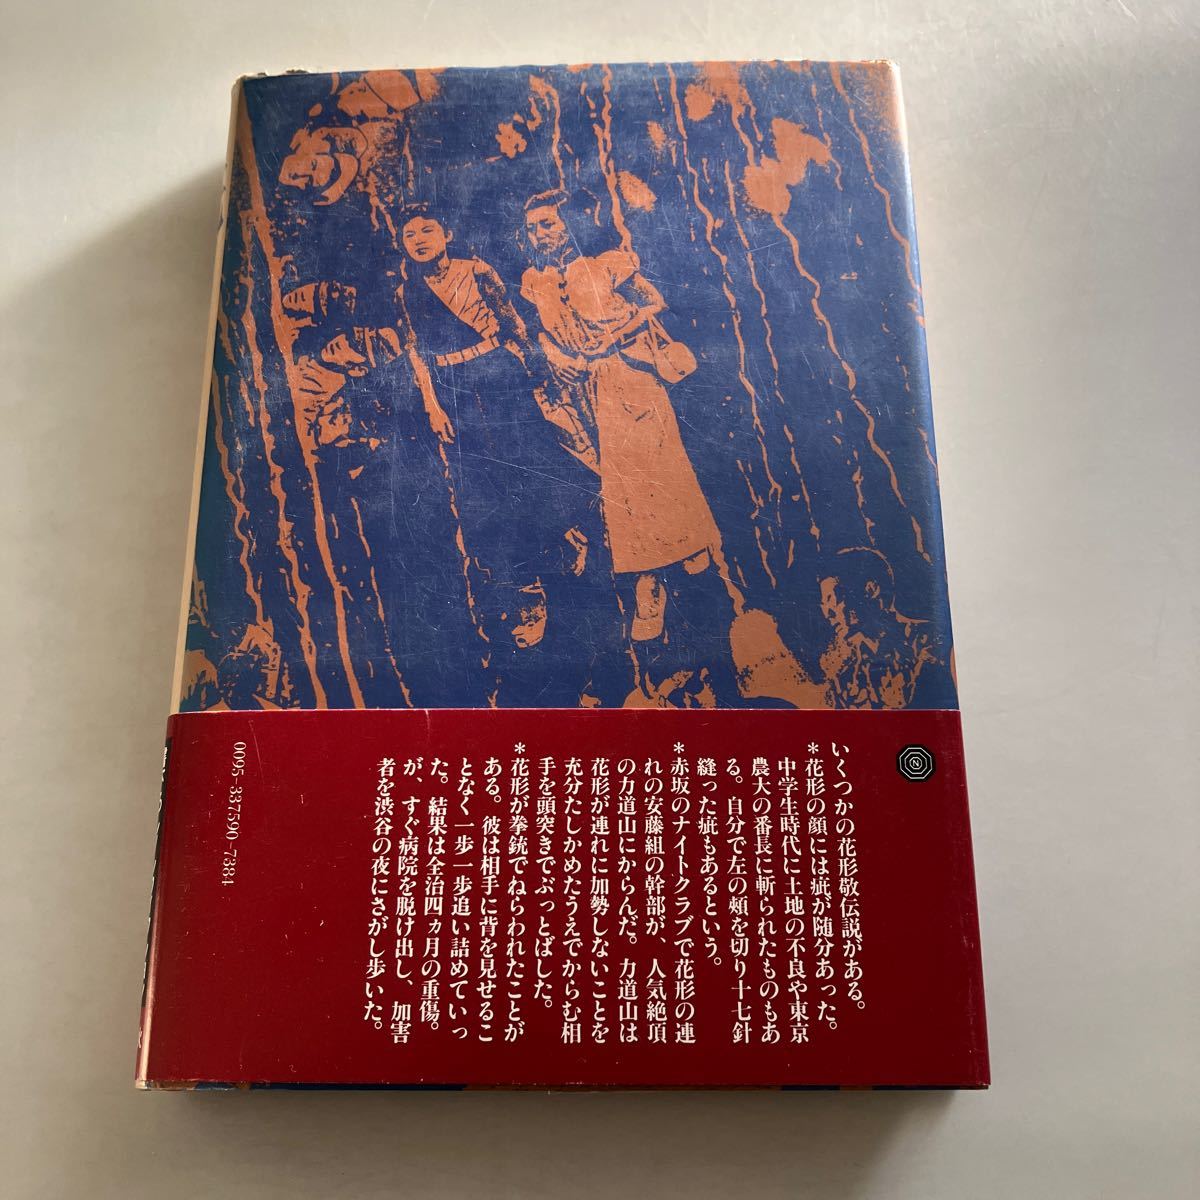 いくつかの花形敬伝説がある。
＊花形の顔には疵が随分あった。
中学生時代に土地の不良や東京
農大の番長に斬られたものもあ
る。自分で左の頰を切り十七針
縫った疵もあるという。
＊赤坂のナイトクラブで花形の連
れの安藤組の幹部が、人気絶頂
の力道山にからんだ。力道山は
花形が連れに加勢しないことを
充分たしかめたうえでからむ相
手を頭突きでぶっとばした。
＊花形が拳銃でねらわれたことが
ある。彼は相手に背を見せるこ
となく一歩一歩追い詰めていっ
た。結果は全治四ヵ月の重傷。
が、すぐ病院を脱け出し、加害
者を渋谷の夜にさがし歩いた。
0095-337590-7384
N